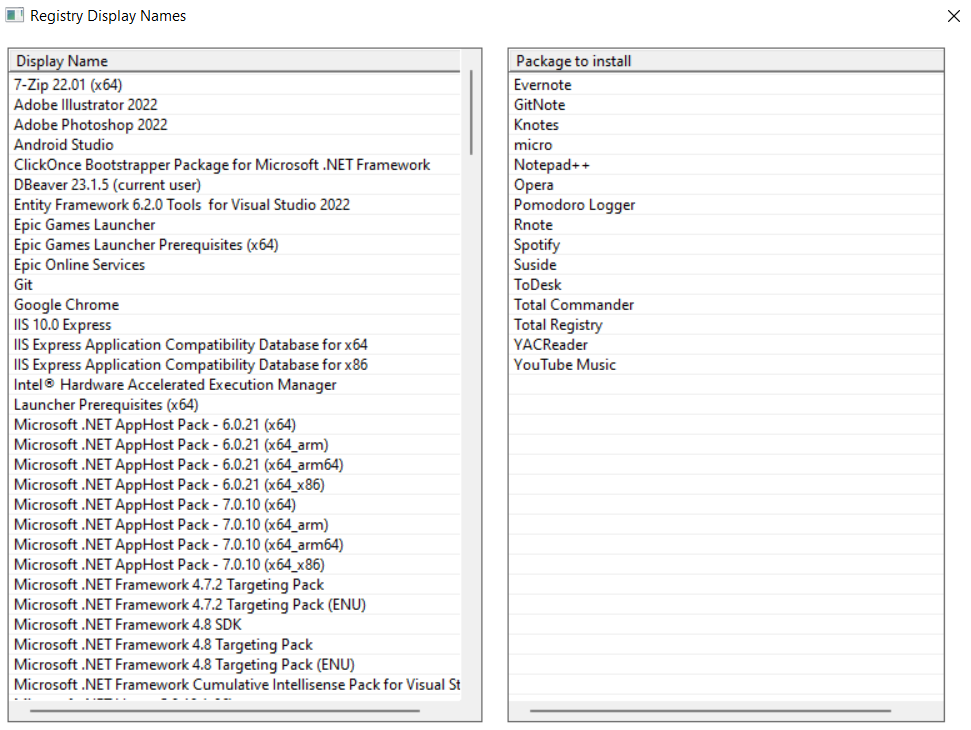 Registry Display Names
Display Name
7-Zip 22.01 (x64)
Adobe Illustrator 2022
Adobe Photoshop 2022
Android Studio
ClickOnce Bootstrapper Package for Microsoft .NET Framework
DBeaver 23.1.5 (current user)
Entity Framework 6.2.0 Tools  for Visual Studio 2022
Epic Games Launcher
Epic Games Launcher Prerequisites (x64)
Epic Online Services
Git
Google Chrome
IIS 10.0 Express
IIS Express Application Compatibility Database for x64
IIS Express Application Compatibility Database for x86
Intel® Hardware Accelerated Execution Manager
Launcher Prerequisites (x64)
Microsoft .NET AppHost Pack - 6.0.21 (x64)
Microsoft .NET AppHost Pack - 6.0.21 (x64_arm)
Microsoft .NET AppHost Pack - 6.0.21 (x64_arm64)
Microsoft .NET AppHost Pack - 6.0.21 (x64_x86)
Microsoft .NET AppHost Pack - 7.0.10 (x64)
Microsoft .NET AppHost Pack - 7.0.10 (x64_arm)
Microsoft .NET AppHost Pack - 7.0.10 (x64_arm64)
Microsoft .NET AppHost Pack - 7.0.10 (x64_x86)
Microsoft .NET Framework 4.7.2 Targeting Pack
Microsoft .NET Framework 4.7.2 Targeting Pack (ENU)
Microsoft .NET Framework 4.8 SDK
Microsoft .NET Framework 4.8 Targeting Pack
Microsoft .NET Framework 4.8 Targeting Pack (ENU)
Microsoft .NET Framework Cumulative Intellisense Pack for Visual St
Package to install
Evernote
GitNote
Knotes
micro
Notepad++
Opera
Pomodoro Logger
Rnote
Spotify
Suside
ToDesk
Total Commander
Total Registry
YACReader
YouTube Music